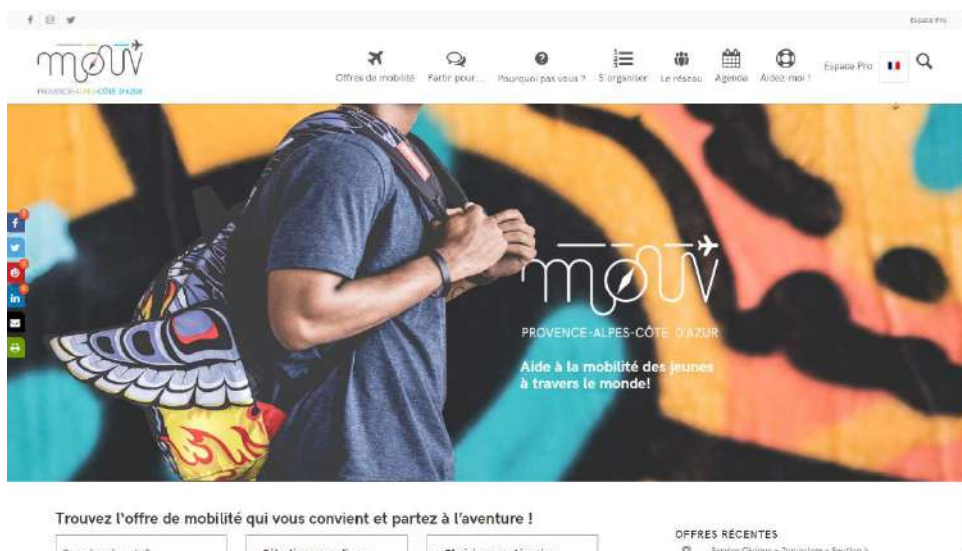 Espace Pro
mouv
PROVENCE-ALPES-CÔTE D'AZUR
Offres de mobilité
Partir pour...
Pourquoi pas vous ?
S'organiser
Le réseau
Agenda
Aidez-moi !
Espace Pro
mouv
PROVENCE-ALPES-CÔTE D'AZUR
Aide à la mobilité des jeunes
à travers le monde!
Trouvez l'offre de mobilité qui vous convient et partez à l'aventure !
OFFRES RÉCENTES